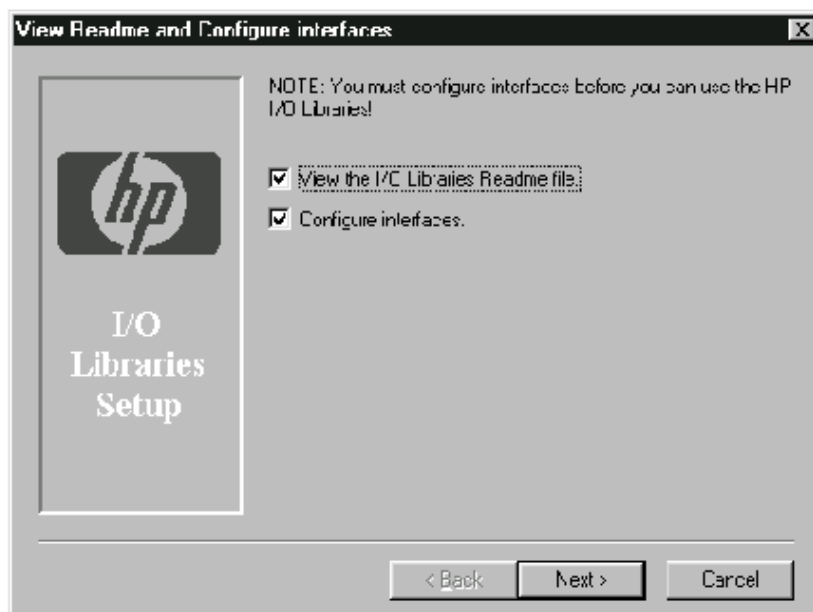 View Readme and Configure interfaces
NOTE: You must configure interfaces before you can use the HP
I/O Libraries!
hp
View the I/O Libraries Readme file.
Configure interfaces.
I/O
Libraries
Setup
< Back
Next >
Cancel